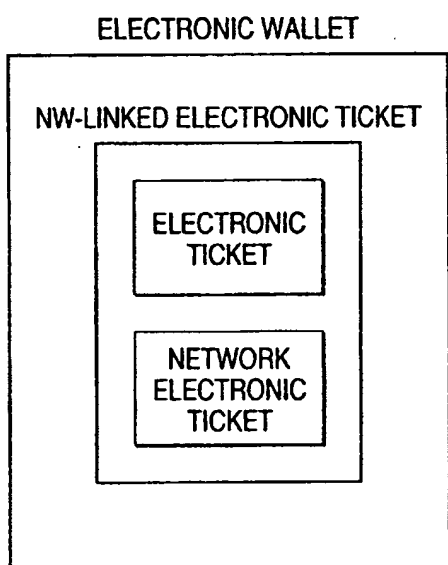 ELECTRONIC WALLET
NW-LINKED ELECTRONIC TICKET
ELECTRONIC
TICKET
NETWORK
ELECTRONIC
TICKET